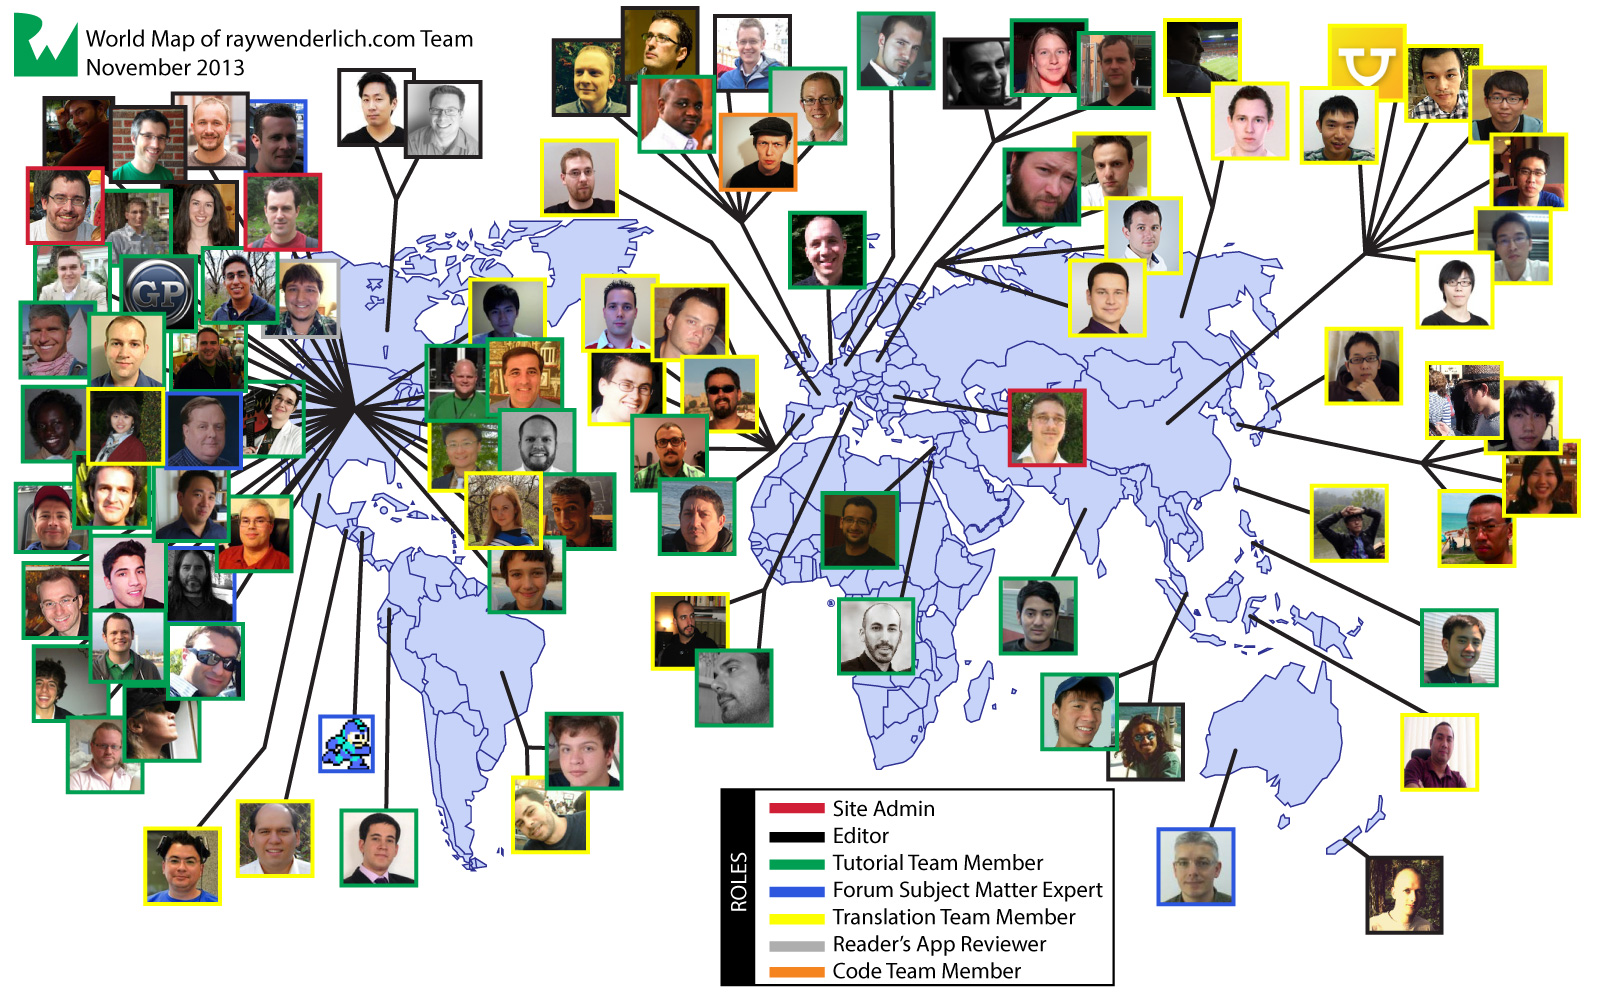 World Map of raywenderlich.com Team
November 2013
GP
ROLES
Site Admin
Editor
Tutorial Team Member
Forum Subject Matter Expert
Translation Team Member
Reader's App Reviewer
Code Team Member